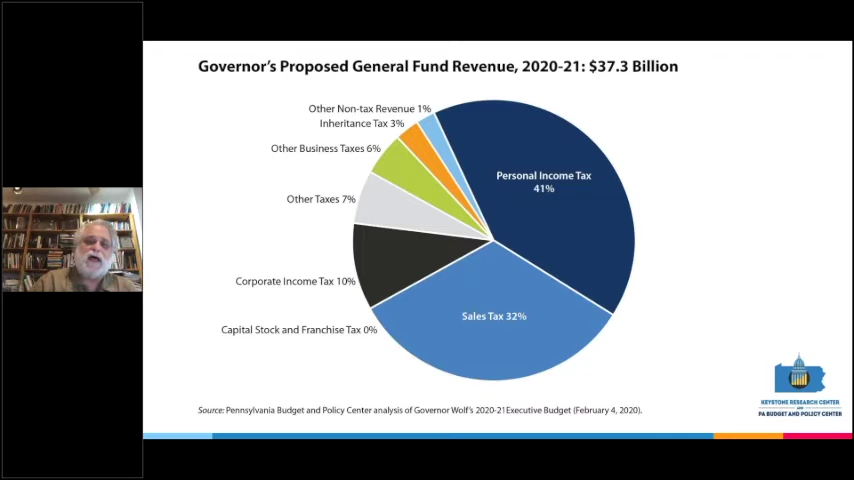 Governor's Proposed General Fund Revenue, 2020-21: $37.3 Billion
Other Non-tax Revenue 1%
Inheritance Tax 3%
Other Business Taxes 6%
Other Taxes 7%
Corporate Income Tax 10%
Capital Stock and Franchise Tax 0%
Personal Income Tax
41%
Sales Tax 32%
Source: Pennsylvania Budget and Policy Center analysis of Governor Wolf's 2020-21Executive Budget (February 4, 2020).
KEYSTONE RESEARCH CENTER
AND
PA BUDGET AND POLICY CENTER